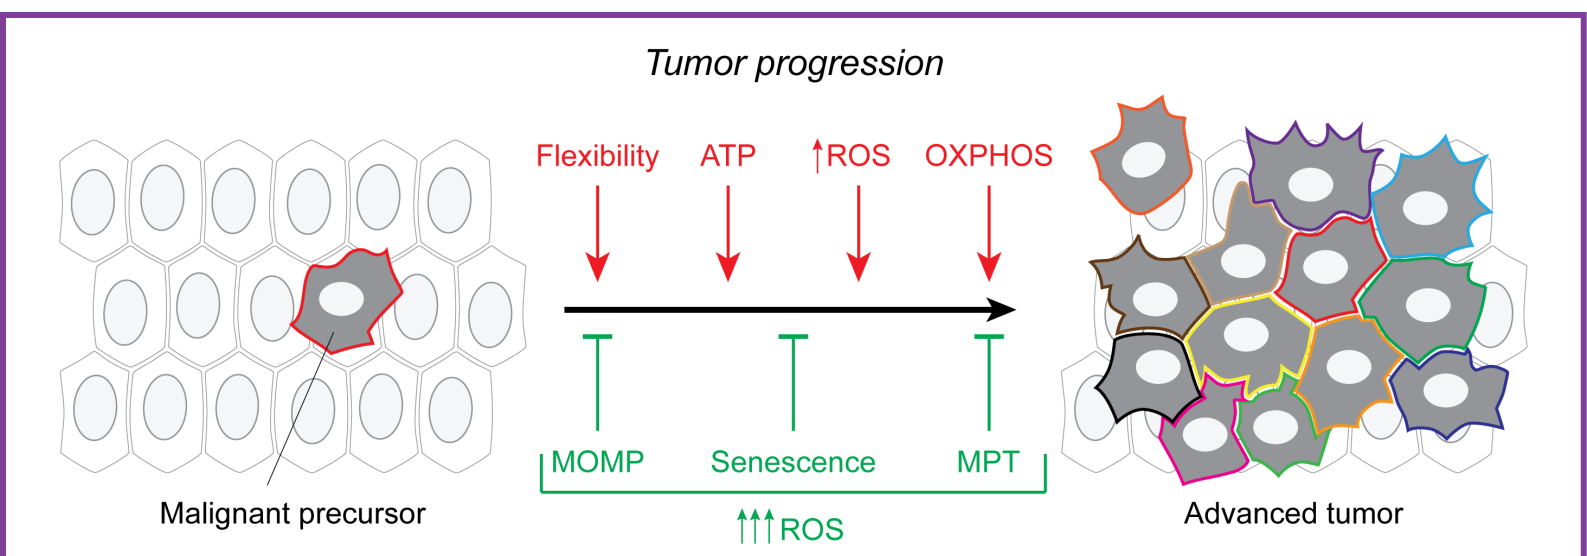 Tumor progression
Flexibility ATP ↑ROS OXPHOS
MOMP Senescence MPT
Malignant precursor
Advanced tumor
↑↑↑ROS